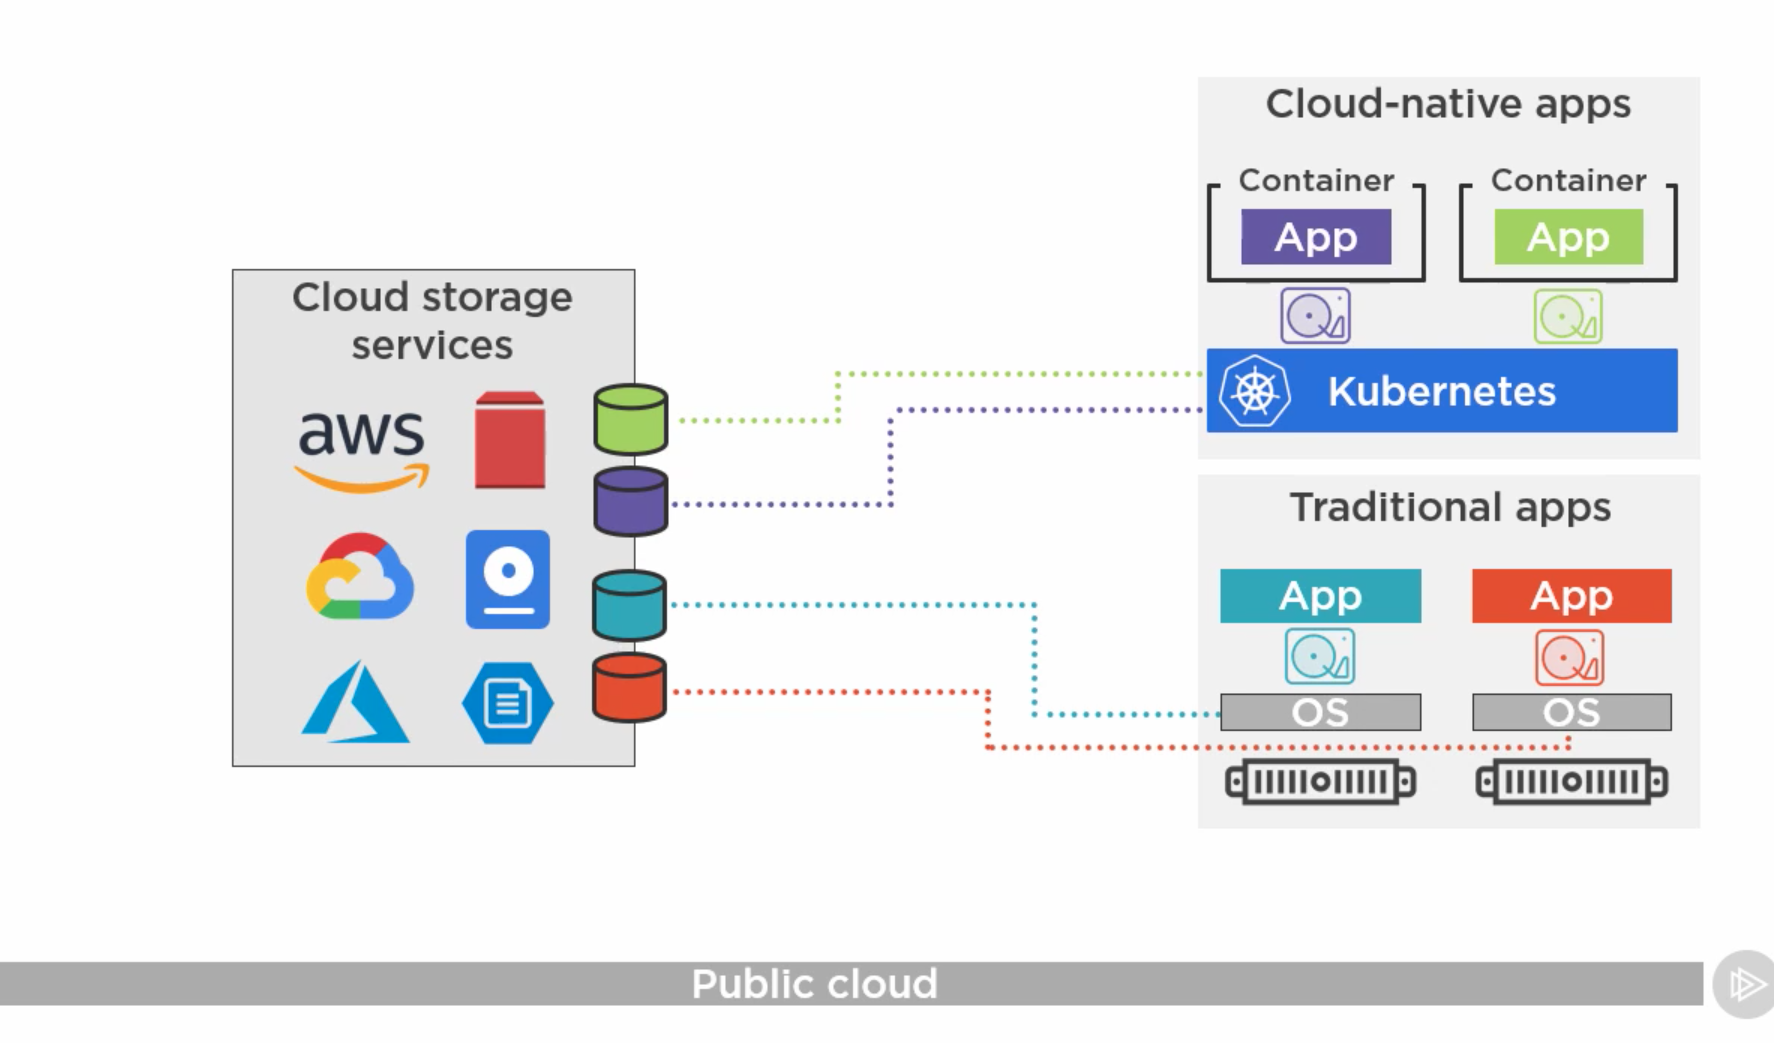 Cloud-native apps
Container
Container
App
App
Kubernetes
Cloud storage
services
aws
Traditional apps
App
App
OS
OS
Public cloud